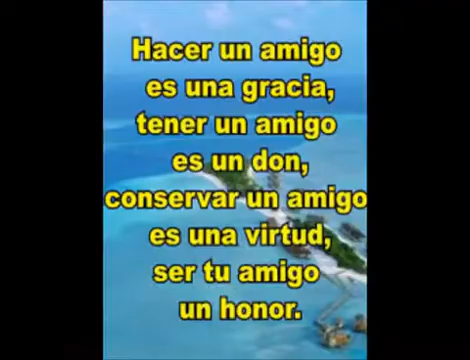 Hacer un amigo
es una gracia,
tener un amigo
es un don,
conservar un amigo
es una virtud,
ser tu amigo
un honor.